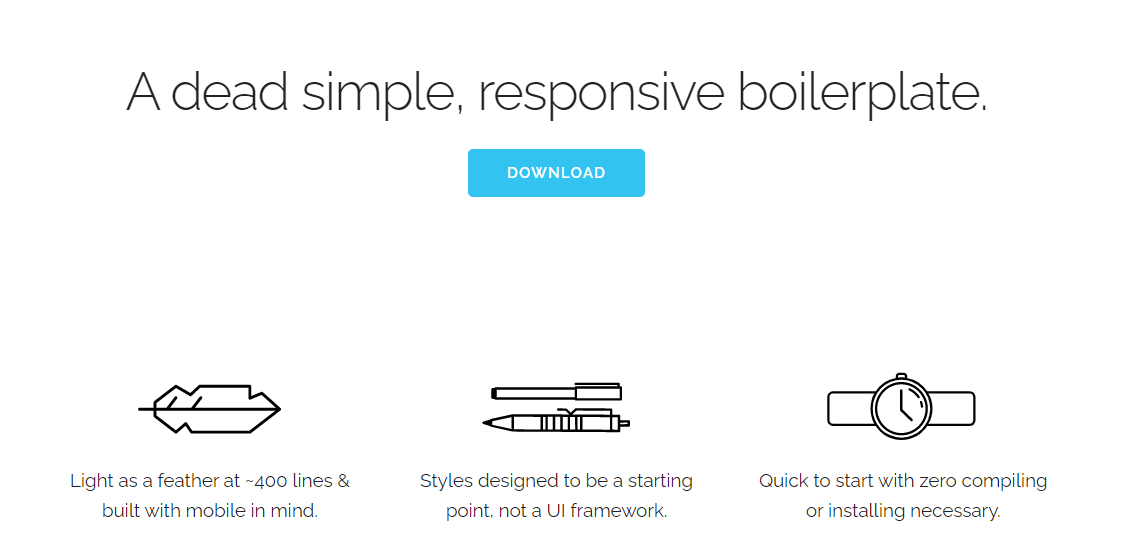 A dead simple, responsive boilerplate.
DOWNLOAD
Light as a feather at ~400 lines &
built with mobile in mind.
Styles designed to be a starting
point, not a UI framework.
Quick to start with zero compiling
or installing necessary.